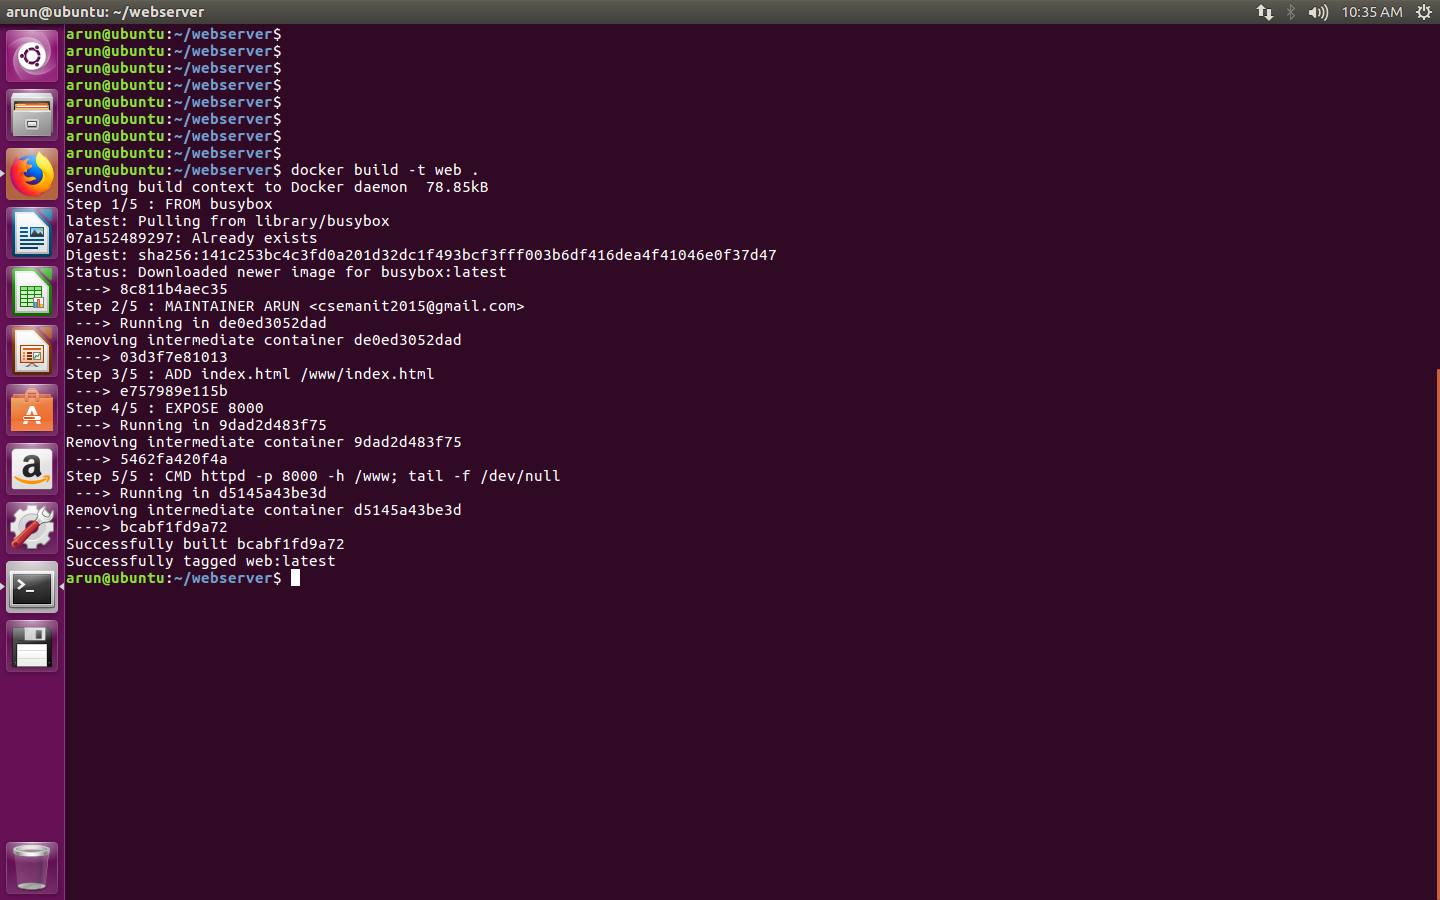 arun@ubuntu: ~/webserver
10:35 AM
arun@ubuntu:~/webserver$
arun@ubuntu:~/webserver$
arun@ubuntu:~/webserver$
arun@ubuntu:~/webserver$
arun@ubuntu:~/webserver$
arun@ubuntu:~/webserver$
arun@ubuntu:~/webserver$
arun@ubuntu:~/webserver$
arun@ubuntu:~/webserver$ docker build -t web .
Sending build context to Docker daemon  78.85kB
Step 1/5 : FROM busybox
latest: Pulling from library/busybox
07a152489297: Already exists
Digest: sha256:141c253bc4c3fd0a201d32dc1f493bcf3fff003b6df416dea4f41046e0f37d47
Status: Downloaded newer image for busybox:latest
 ---> 8c811b4aec35
Step 2/5 : MAINTAINER ARUN <csemanit2015@gmail.com>
 ---> Running in de0ed3052dad
Removing intermediate container de0ed3052dad
 ---> 03d3f7e81013
Step 3/5 : ADD index.html /www/index.html
 ---> e757989e115b
Step 4/5 : EXPOSE 8000
 ---> Running in 9dad2d483f75
Removing intermediate container 9dad2d483f75
 ---> 5462fa420f4a
Step 5/5 : CMD httpd -p 8000 -h /www; tail -f /dev/null
 ---> Running in d5145a43be3d
Removing intermediate container d5145a43be3d
 ---> bcabf1fd9a72
Successfully built bcabf1fd9a72
Successfully tagged web:latest
arun@ubuntu:~/webserver$